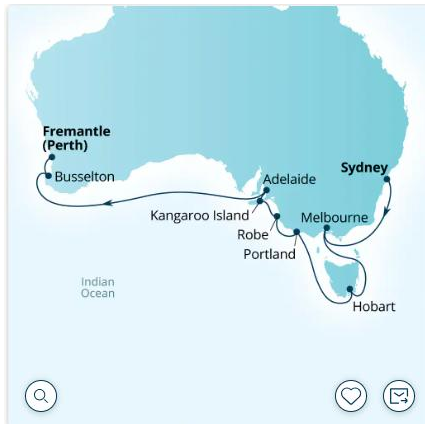 Fremantle
(Perth)
Busselton
Sydney
Adelaide
Kangaroo Island
Melbourne
Robe
Portland
Hobart
Indian
Ocean